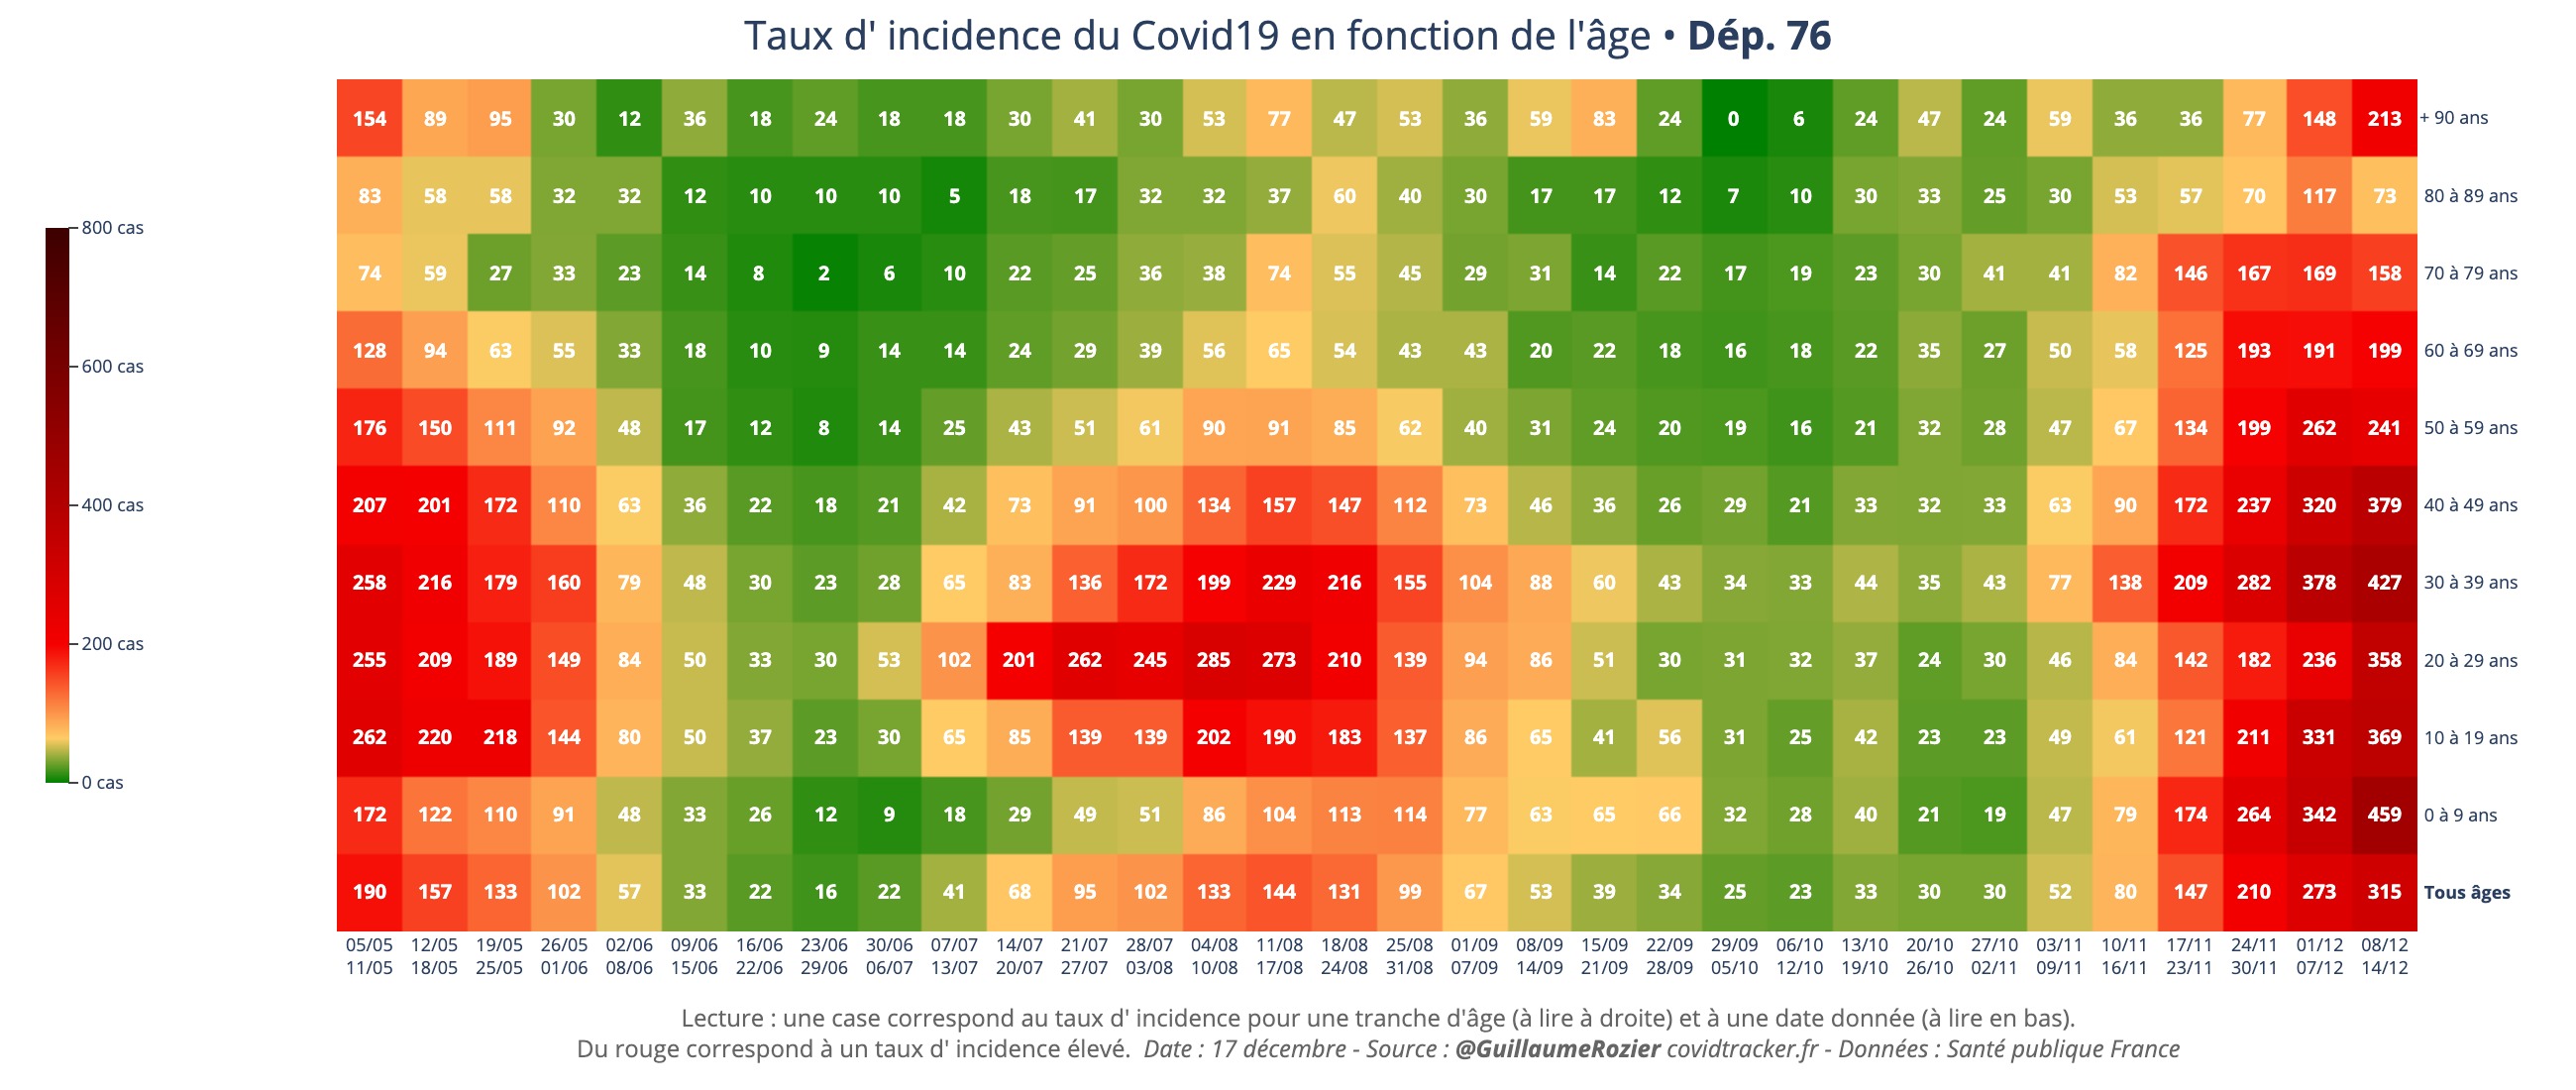 Taux d' incidence du Covid19 en fonction de l'âge • Dép. 76
154 89 95 30 12 36 18 24 18 18 30 41 30 53 77 47 53 36 59 83 24 0 6 24 47 24 59 36 36 77 148 213 + 90 ans
83 58 58 32 32 12 10 10 10 5 18 17 32 32 37 60 40 30 17 17 12 7 10 30 33 25 30 53 57 70 117 73 80 à 89 ans
74 59 27 33 23 14 8 2 6 10 22 25 36 38 74 55 45 29 31 14 22 17 19 23 30 41 41 82 146 167 169 158 70 à 79 ans
128 94 63 55 33 18 10 9 14 14 24 29 39 56 65 54 43 43 20 22 18 16 18 22 35 27 50 58 125 193 191 199 60 à 69 ans
176 150 111 92 48 17 12 8 14 25 43 51 61 90 91 85 62 40 31 24 20 19 16 21 32 28 47 67 134 199 262 241 50 à 59 ans
207 201 172 110 63 36 22 18 21 42 73 91 100 134 157 147 112 73 46 36 26 29 21 33 32 33 63 90 172 237 320 379 40 à 49 ans
258 216 179 160 79 48 30 23 28 65 83 136 172 199 229 216 155 104 88 60 43 34 33 44 35 43 77 138 209 282 378 427 30 à 39 ans
255 209 189 149 84 50 33 30 53 102 201 262 245 285 273 210 139 94 86 51 30 31 32 37 24 30 46 84 142 182 236 358 20 à 29 ans
262 220 218 144 80 50 37 23 30 65 85 139 139 202 190 183 137 86 65 41 56 31 25 42 23 23 49 61 121 211 331 369 10 à 19 ans
172 122 110 91 48 33 26 12 9 18 29 49 51 86 104 113 114 77 63 65 66 32 28 40 21 19 47 79 174 264 342 459 0 à 9 ans
190 157 133 102 57 33 22 16 22 41 68 95 102 133 144 131 99 67 53 39 34 25 23 33 30 30 52 80 147 210 273 315 Tous âges
05/05 12/05 19/05 26/05 02/06 09/06 16/06 23/06 30/06 07/07 14/07 21/07 28/07 04/08 11/08 18/08 25/08 01/09 08/09 15/09 22/09 29/09 06/10 13/10 20/10 27/10 03/11 10/11 17/11 24/11 01/12 08/12
11/05 18/05 25/05 01/06 08/06 15/06 22/06 29/06 06/07 13/07 20/07 27/07 03/08 10/08 17/08 24/08 31/08 07/09 14/09 21/09 28/09 05/10 12/10 19/10 26/10 02/11 09/11 16/11 23/11 30/11 07/12 14/12
800 cas
600 cas
400 cas
200 cas
0 cas
Lecture : une case correspond au taux d' incidence pour une tranche d'âge (à lire à droite) et à une date donnée (à lire en bas).
Du rouge correspond à un taux d' incidence élevé. Date : 17 décembre - Source : @GuillaumeRozier covidtracker.fr - Données : Santé publique France